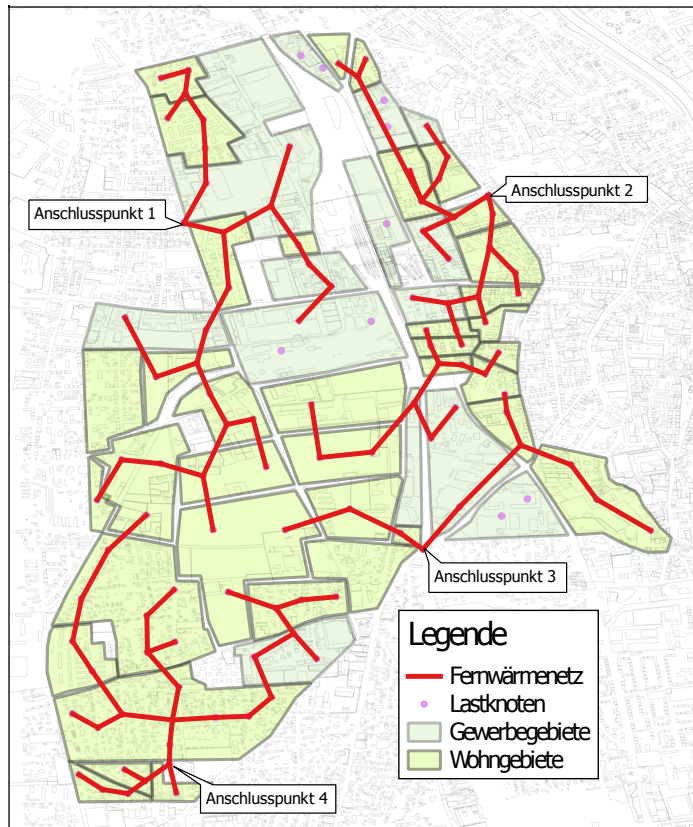 Anschlusspunkt 1
Anschlusspunkt 2
Anschlusspunkt 3
Anschlusspunkt 4
Legende
Fernwärmenetz
Lastknoten
Gewerbegebiete
Wohngebiete